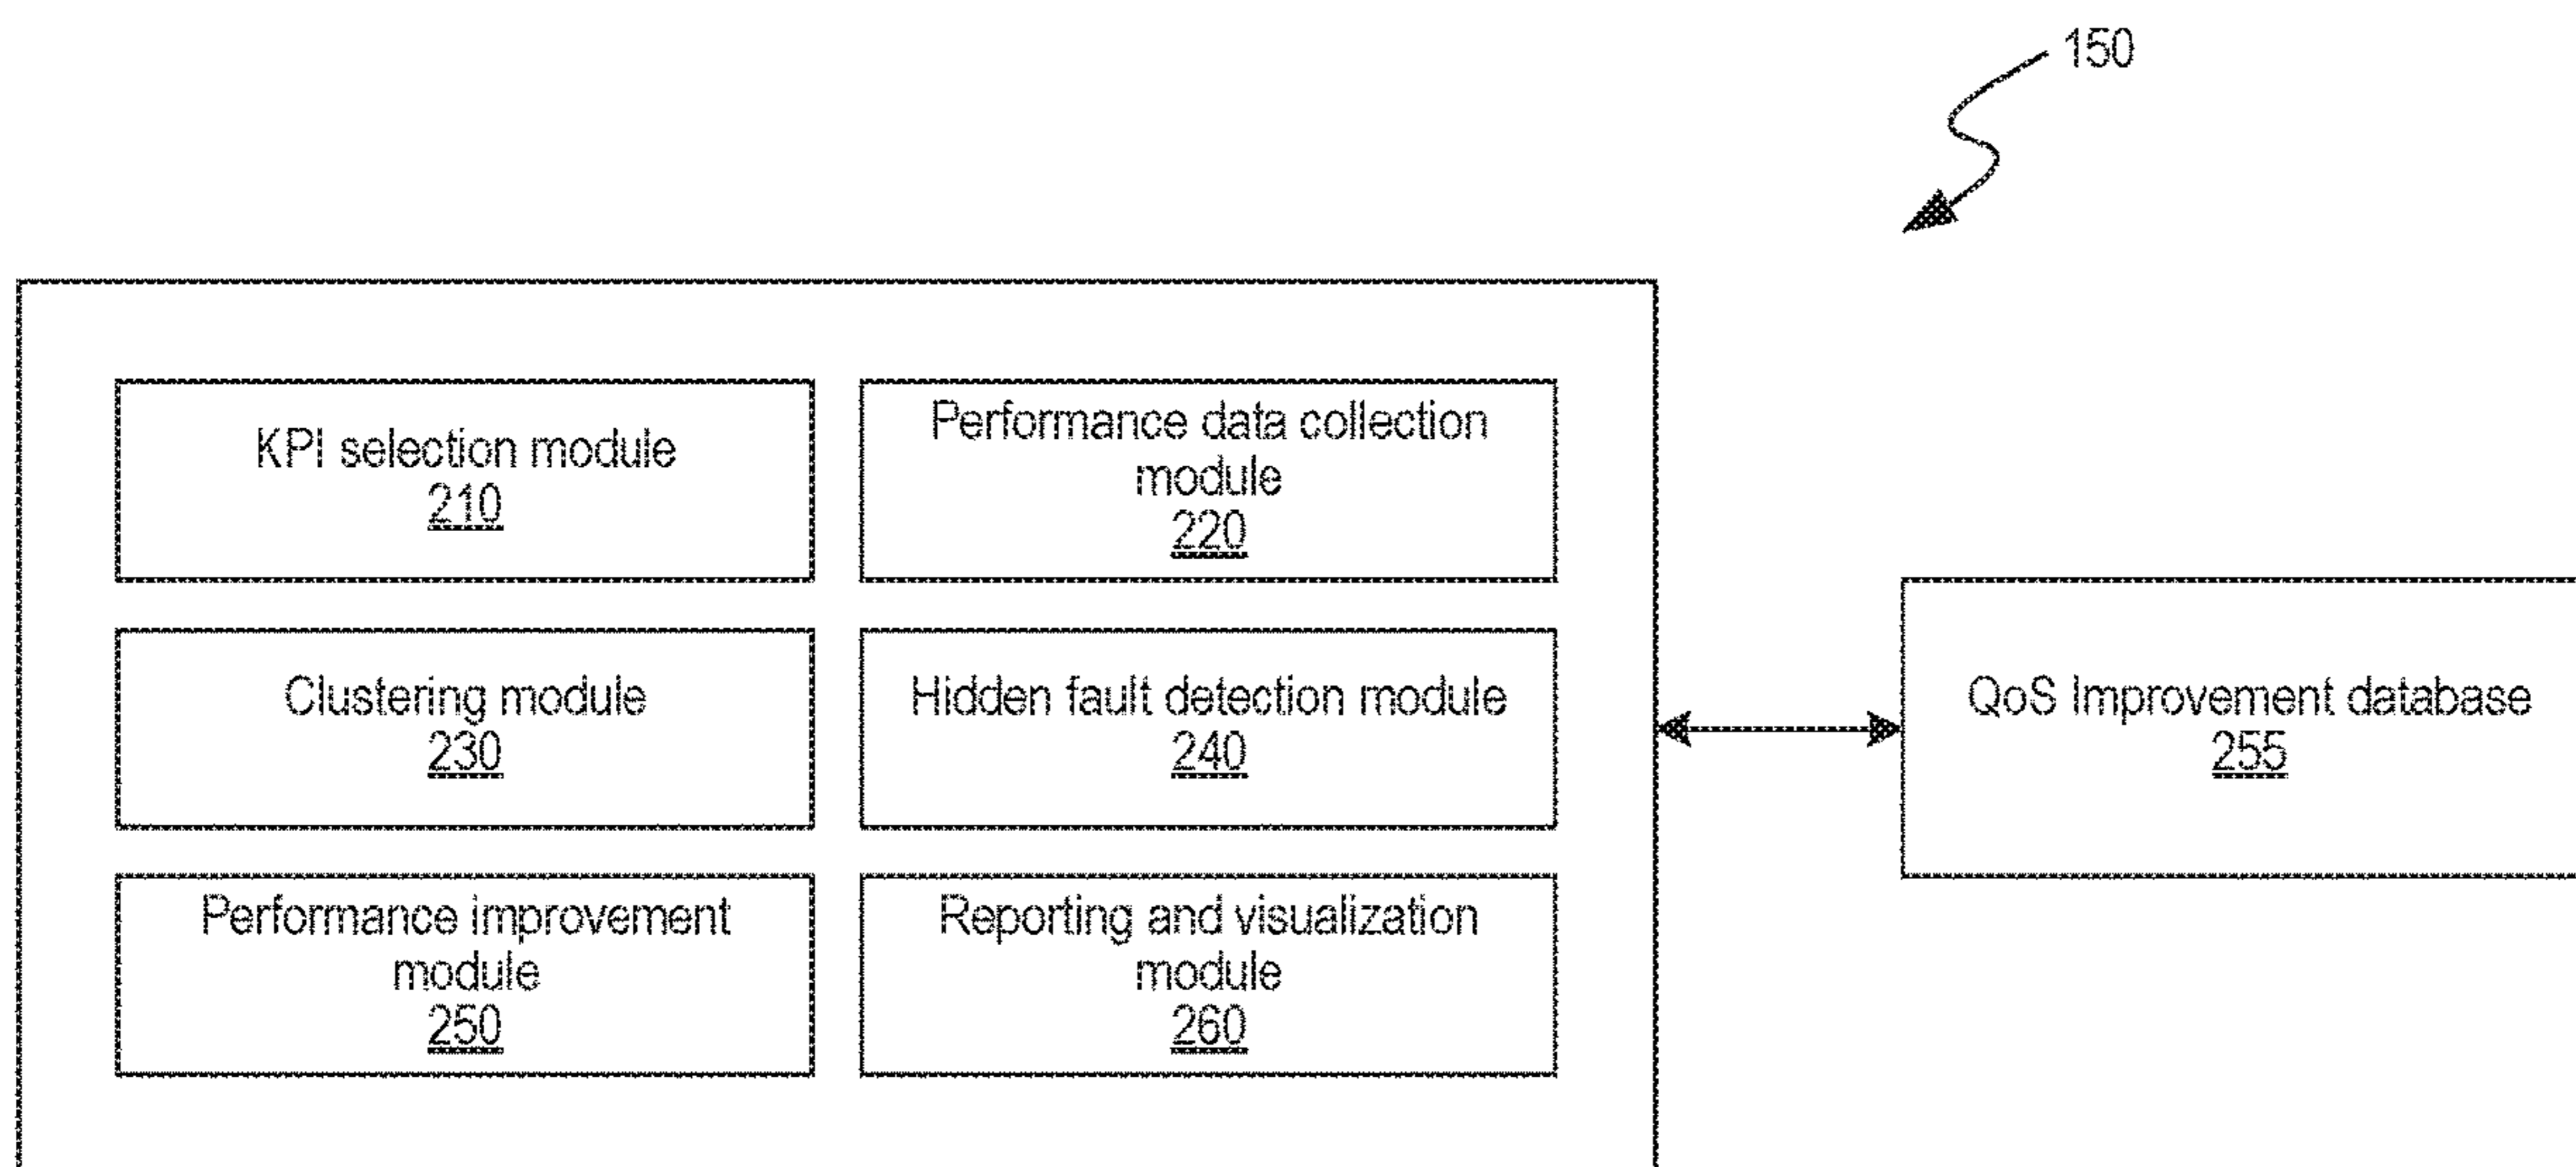 150
KPI selection module
210
Performance data collection
module
220
Clustering module
230
Hidden fault detection module
240
QoS Improvement database
255
Performance improvement
module
250
Reporting and visualization
module
260